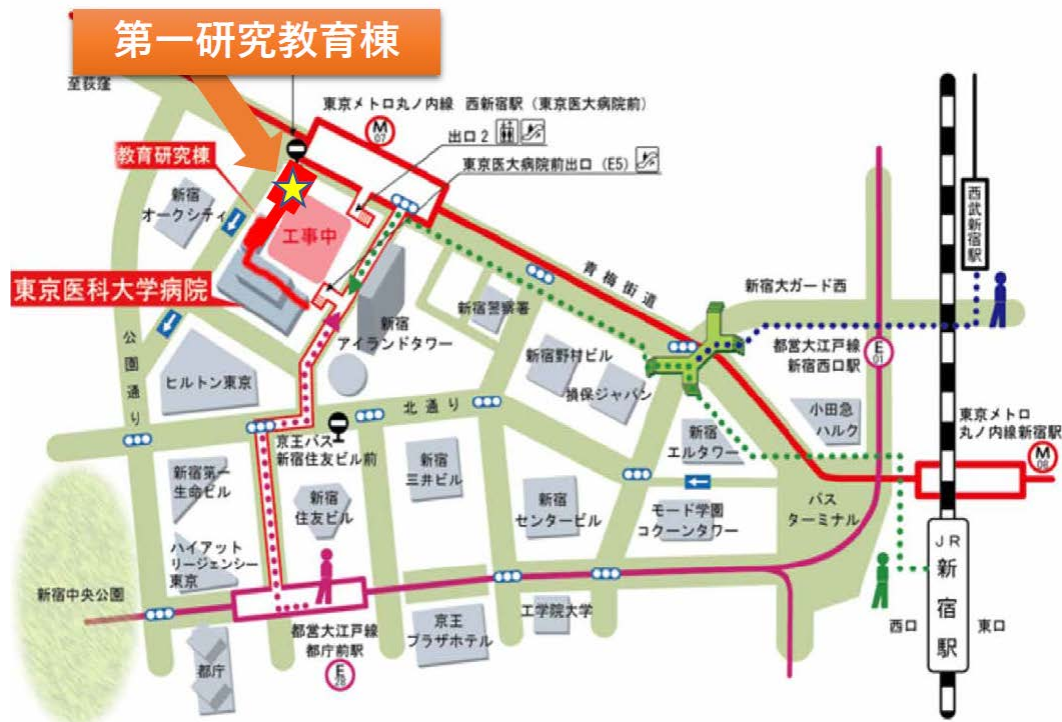 第一研究教育棟
至荻窪
東京メトロ丸ノ内線 西新宿駅（東京医大病院前）
M
07
出口2
東京医大病院前出口（E5）
教育研究棟
新宿
オークシティ
工事中
東京医科大学病院
西武新宿駅
青梅街道
新宿大ガード西
新宿警察署
新宿
アイランドタワー
公園通り
ヒルトン東京
新宿野村ビル
損保ジャパン
都営大江戸線
新宿西口駅
E
01
北通り
小田急
ハルク
東京メトロ
丸ノ内線新宿駅
M
08
京王バス
新宿住友ビル前
新宿
エルタワー
新宿第一
生命ビル
新宿
住友ビル
新宿
三井ビル
新宿
センタービル
モード学園
コクーンタワー
バス
ターミナル
ハイアット
リージェンシー
東京
JR
新宿駅
新宿中央公園
都営大江戸線
都庁前駅
E
28
京王
プラザホテル
工学院大学
西口
東口
都庁